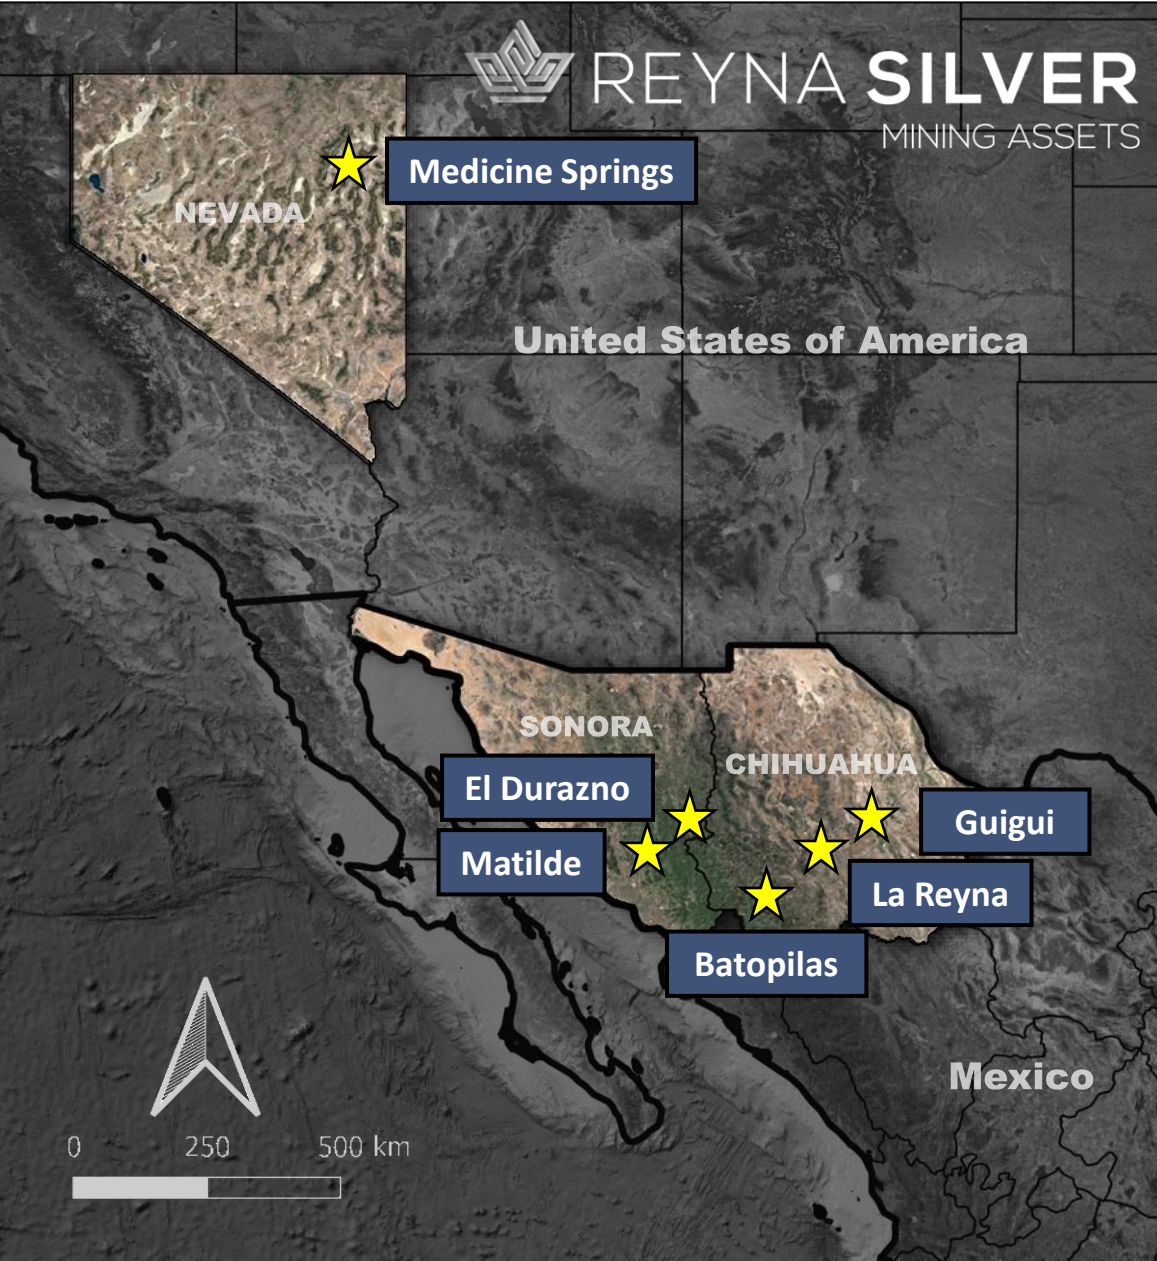 REYNA SILVER
MINING ASSETS
Medicine Springs
NEVADA
United States of America
SONORA
CHIHUAHUA
El Durazno
Guigui
Matilde
La Reyna
Batopilas
Mexico
0 250 500 km